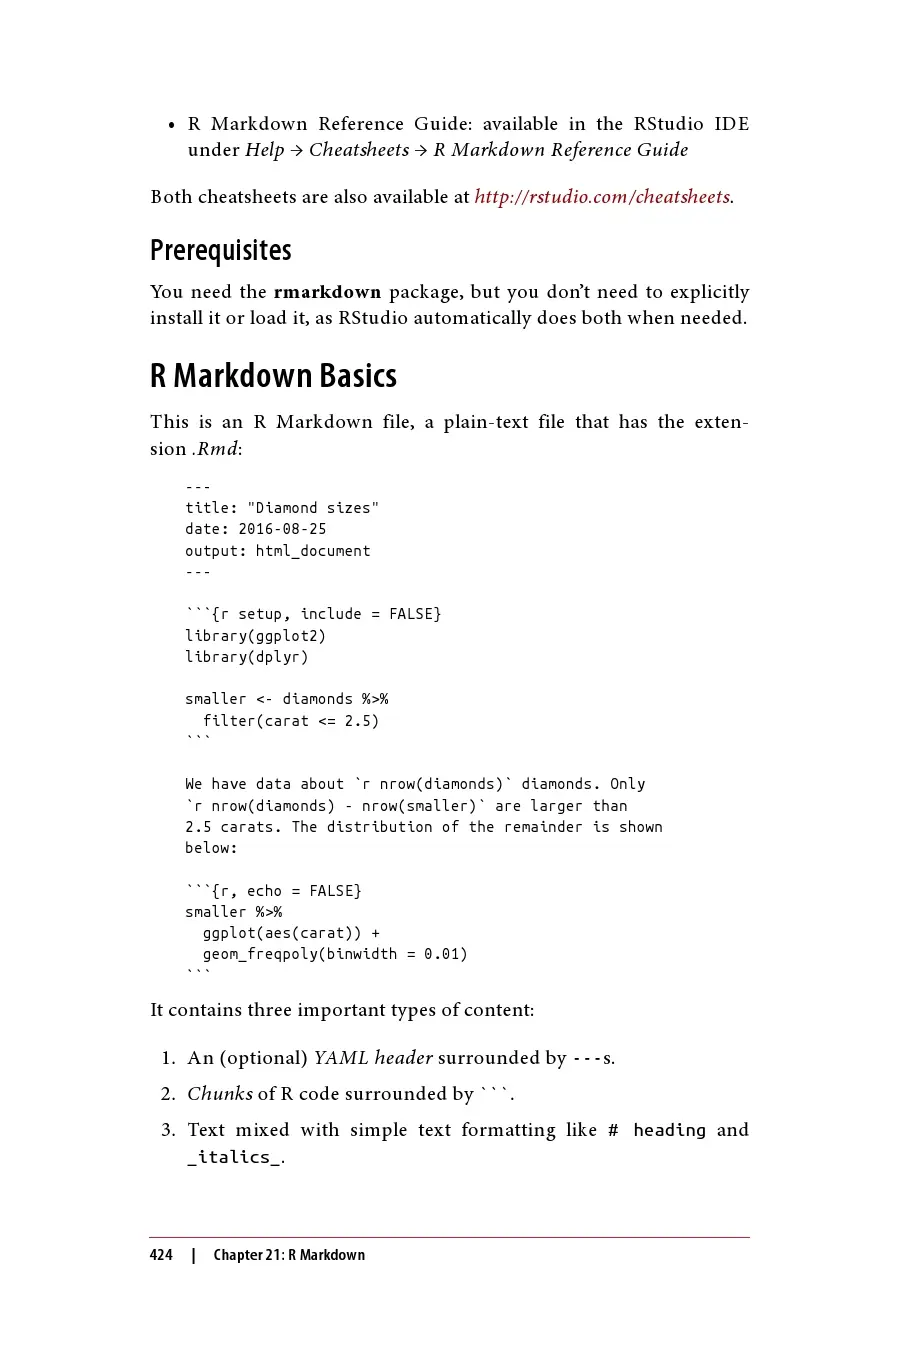 • R Markdown Reference Guide: available in the RStudio IDE
under Help → Cheatsheets → R Markdown Reference Guide
Both cheatsheets are also available at http://rstudio.com/cheatsheets.
Prerequisites
You need the rmarkdown package, but you don’t need to explicitly
install it or load it, as RStudio automatically does both when needed.
R Markdown Basics
This is an R Markdown file, a plain-text file that has the exten-
sion .Rmd:
---
title: "Diamond sizes"
date: 2016-08-25
output: html_document
---
```{r setup, include = FALSE}
library(ggplot2)
library(dplyr)
smaller <- diamonds %>%
  filter(carat <= 2.5)
```
We have data about `r nrow(diamonds)` diamonds. Only
`r nrow(diamonds) - nrow(smaller)` are larger than
2.5 carats. The distribution of the remainder is shown
below:
```{r, echo = FALSE}
smaller %>%
  ggplot(aes(carat)) +
  geom_freqpoly(binwidth = 0.01)
```
It contains three important types of content:
1. An (optional) YAML header surrounded by ---s.
2. Chunks of R code surrounded by ```.
3. Text mixed with simple text formatting like # heading and
_italics_.
424 | Chapter 21: R Markdown